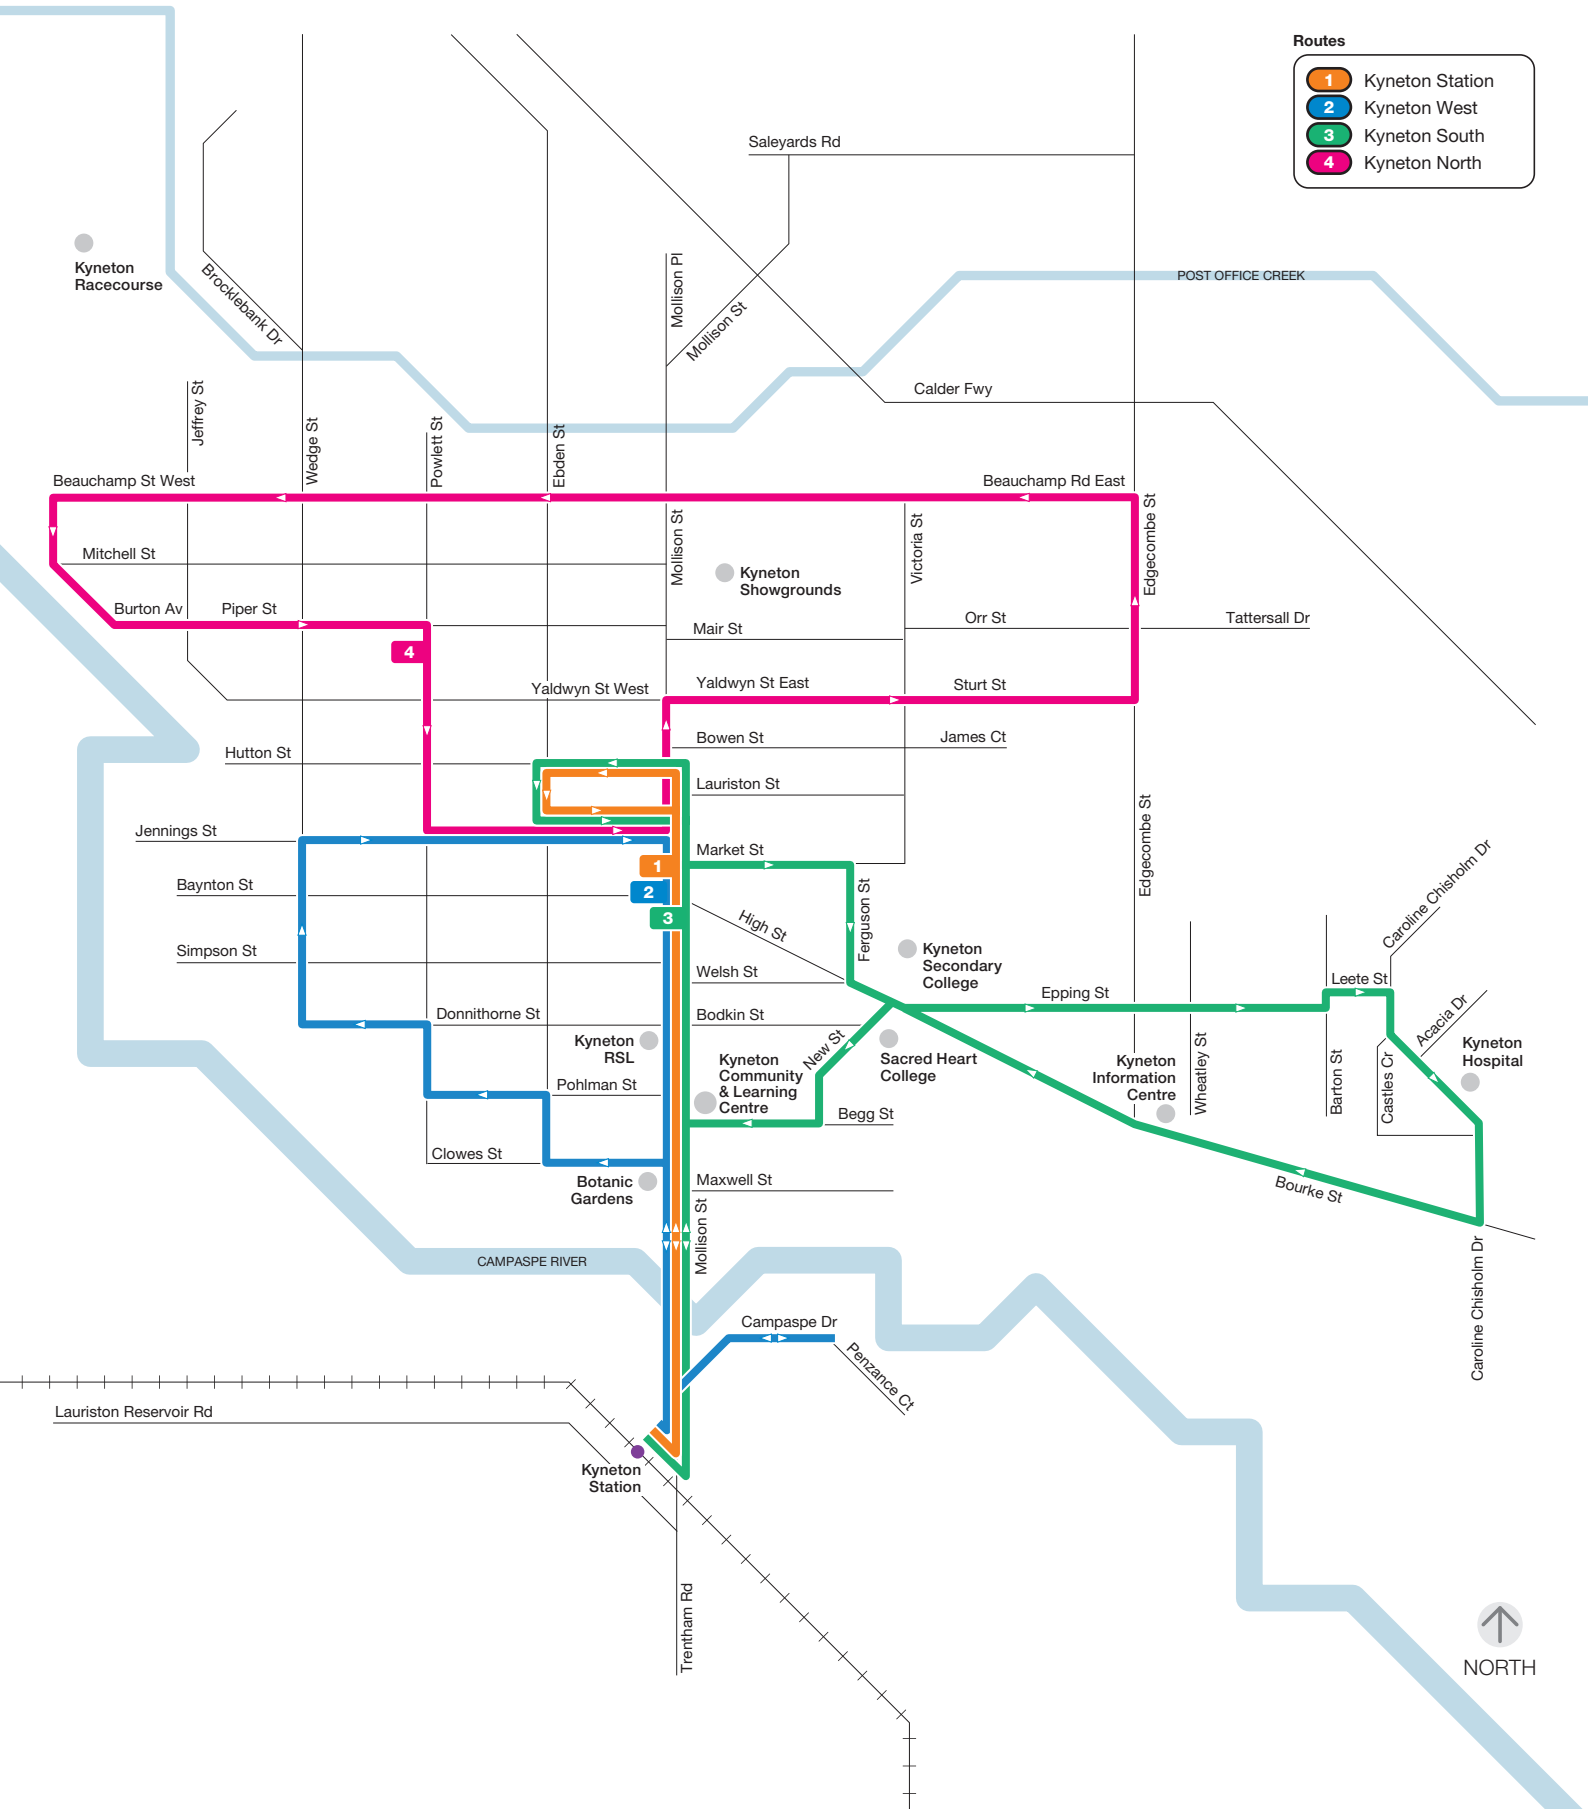 Routes
1 Kyneton Station
2 Kyneton West
3 Kyneton South
4 Kyneton North
Saleyards Rd
Kyneton
Racecourse
Brocklebank Dr
Mollison Pl
Mollison St
POST OFFICE CREEK
Calder Fwy
Jeffrey St
Wedge St
Powlett St
Ebden St
Beauchamp St West
Beauchamp Rd East
Mollison St
Victoria St
Edgecombe St
Mitchell St
Kyneton
Showgrounds
Burton Av
Piper St
Mair St
Orr St
Tattersall Dr
4
Yaldwyn St West
Yaldwyn St East
Sturt St
Hutton St
Bowen St
James Ct
Lauriston St
Jennings St
Market St
Edgecombe St
1
Baynton St
2
3
High St
Ferguson St
Caroline Chisholm Dr
Simpson St
Kyneton
Secondary
College
Welsh St
Leete St
Epping St
Donnithorne St
Bodkin St
Acacia Dr
Kyneton
RSL
New St
Kyneton
Hospital
Sacred Heart
College
Kyneton
Community
& Learning
Centre
Kyneton
Information
Centre
Wheatley St
Barton St
Castles Cr
Pohlman St
Begg St
Clowes St
Botanic
Gardens
Maxwell St
Bourke St
Mollison St
CAMPASPE RIVER
Caroline Chisholm Dr
Campaspe Dr
Penzance Ct
Lauriston Reservoir Rd
Kyneton
Station
Trentham Rd
NORTH